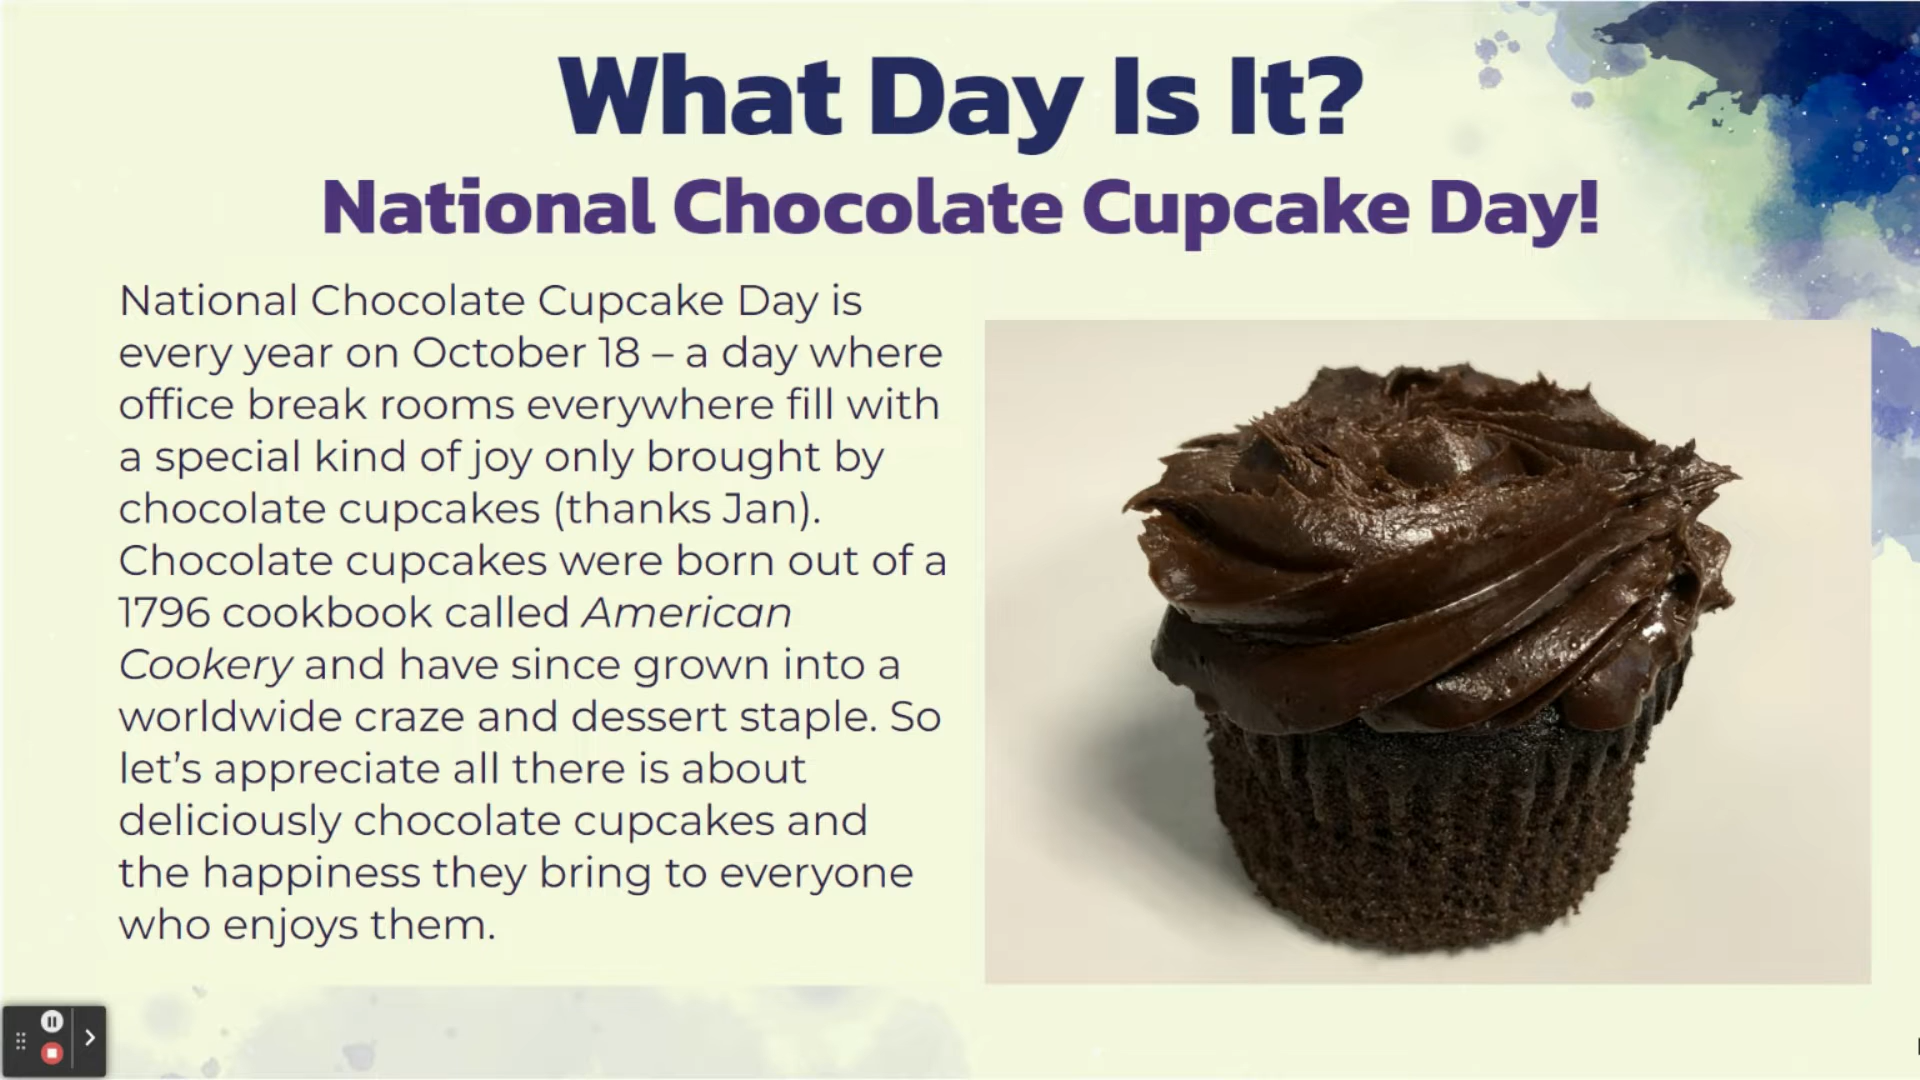 What Day Is It?
National Chocolate Cupcake Day!
National Chocolate Cupcake Day is
every year on October 18 – a day where
office break rooms everywhere fill with
a special kind of joy only brought by
chocolate cupcakes (thanks Jan).
Chocolate cupcakes were born out of a
1796 cookbook called American
Cookery and have since grown into a
worldwide craze and dessert staple. So
let’s appreciate all there is about
deliciously chocolate cupcakes and
the happiness they bring to everyone
who enjoys them.